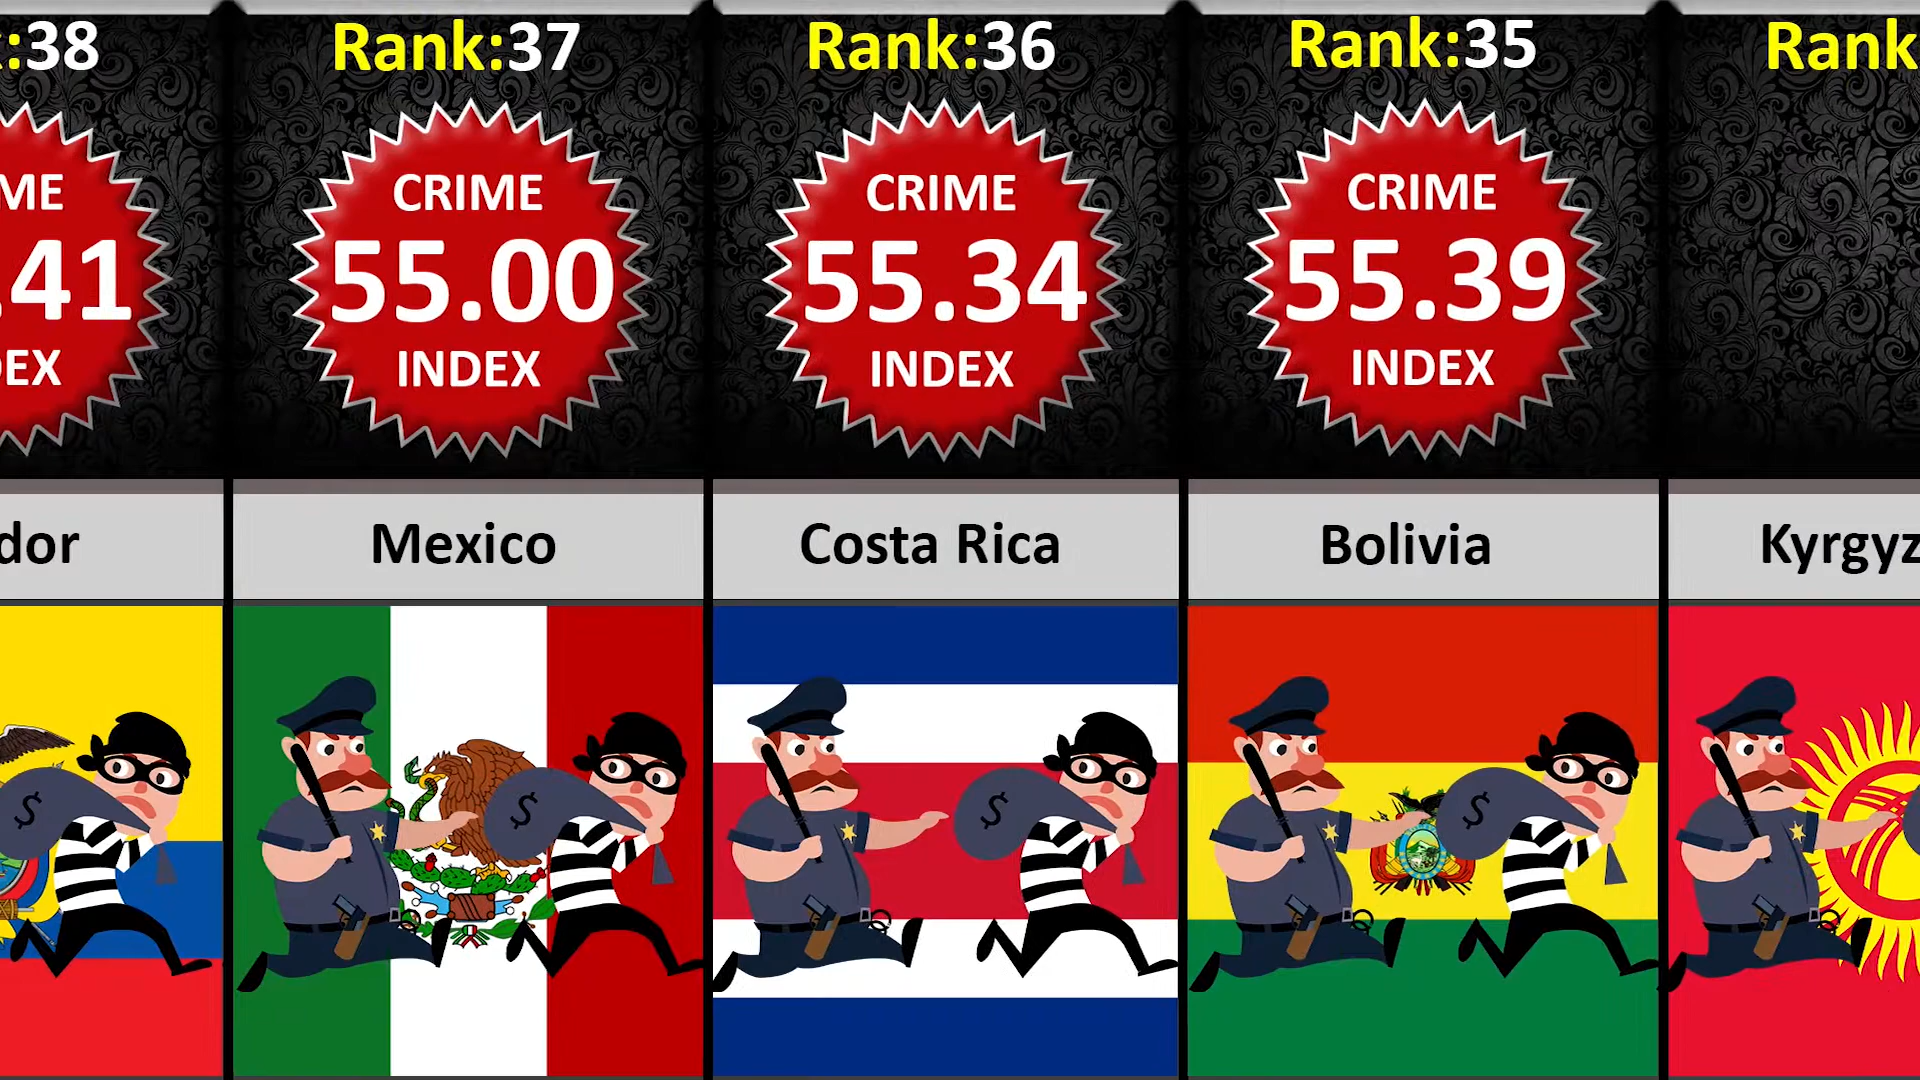 :38
Rank:37
Rank:36
Rank:35
Rank
ME
.41
EX
CRIME
55.00
INDEX
CRIME
55.34
INDEX
CRIME
55.39
INDEX
dor
Mexico
Costa Rica
Bolivia
Kyrgyz
$
$
$
$